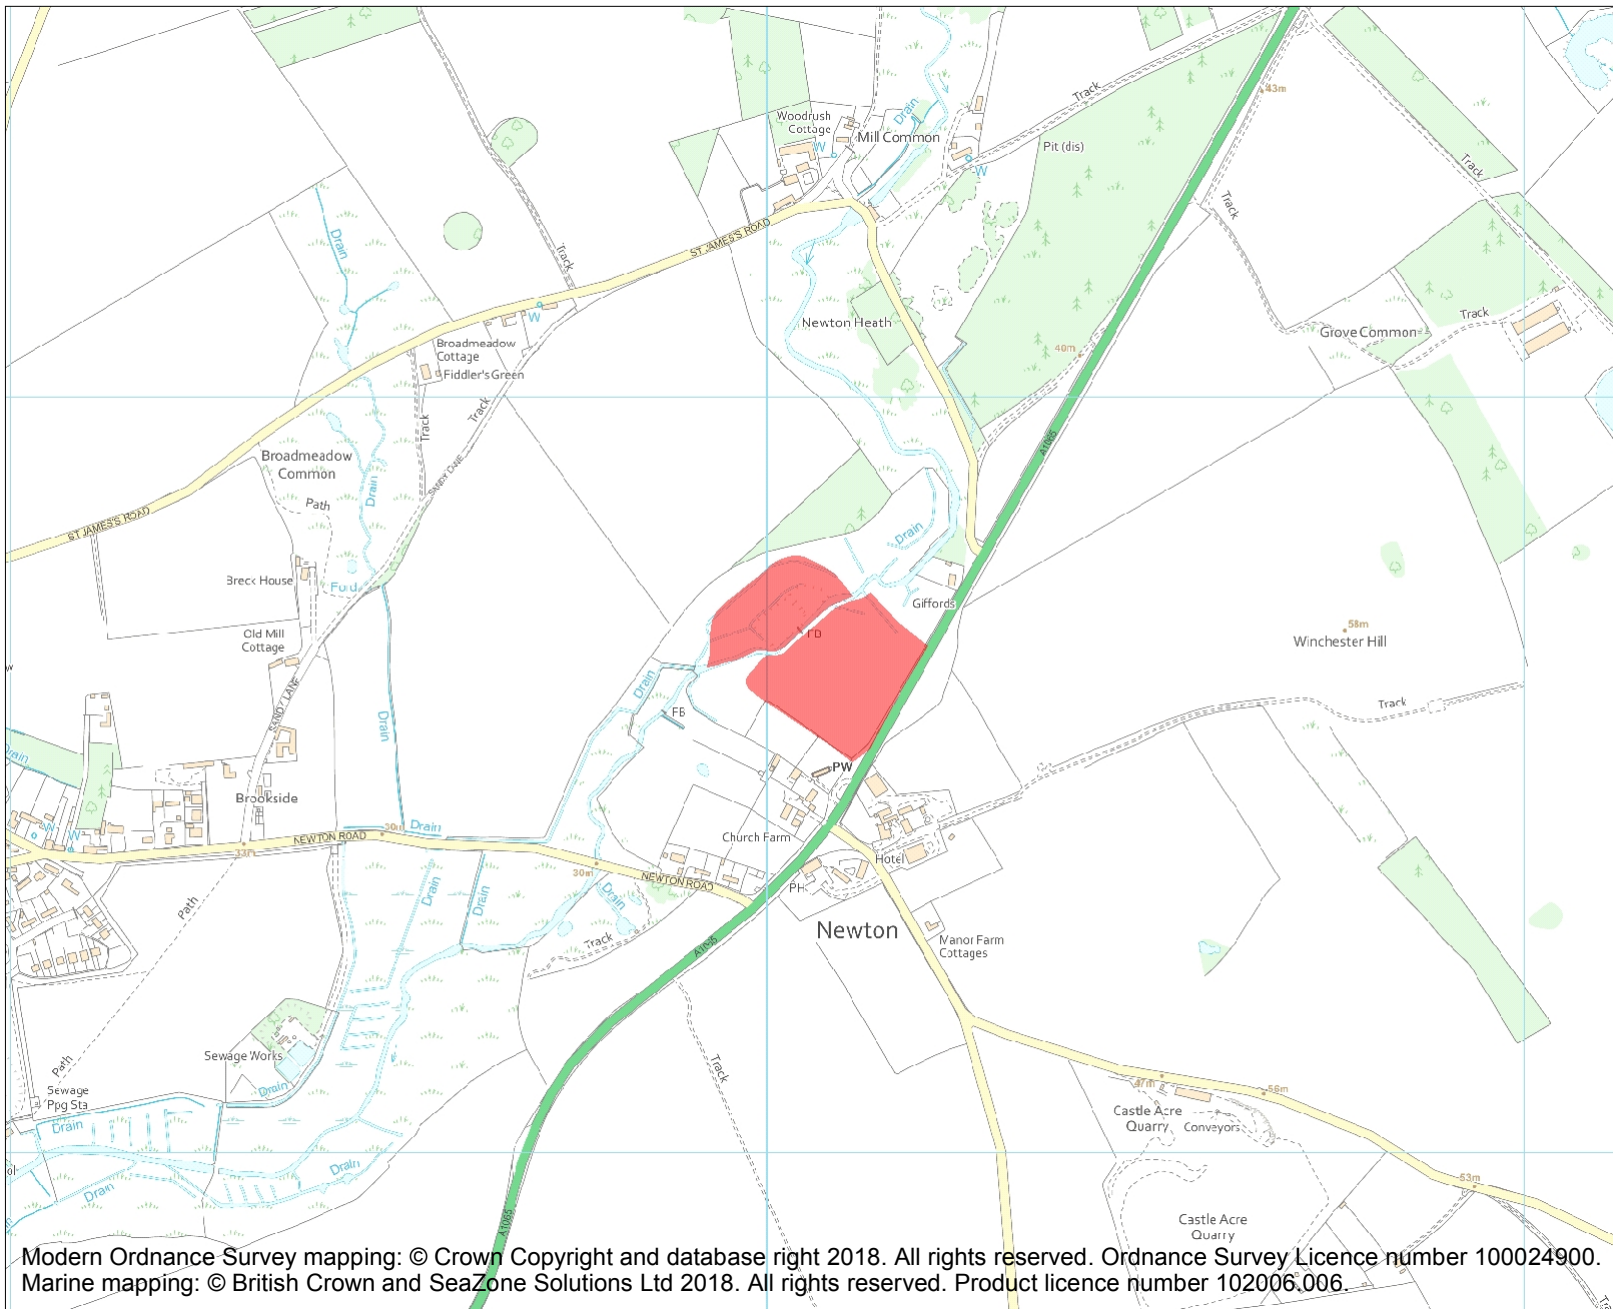 Track
43m
Woodrush
Cottage
Drain
Mill Common
W
Pit (dis)
W
Track
Track
Drain
ST JAMES'S ROAD
Track
Newton Heath
W
Broadmeadow
Cottage
Fiddler's Green
40m
Grove Common
Track
Track
Track
A1065
SANDY LANE
Broadmeadow
Common
Drain
Path
ST JAMES'S ROAD
Drain
Breck House
Ford
Giffords
Old Mill
Cottage
58m
Winchester Hill
SANDY LANE
Drain
Drain
FB
Track
Drain
PW
Brookside
W
W
NEWTON ROAD
30m
Drain
33m
Church Farm
Hotel
30m
NEWTON ROAD
PH
Drain
Drain
Drain
Path
Newton
Track
A1065
Manor Farm
Cottages
Sewage Works
Path
Track
Sewage
Ppg Sta
Drain
Drain
47m
56m
Castle Acre
Quarry
Conveyors
Drain
Drain
53m
A1065
Castle Acre
Quarry
Modern Ordnance Survey mapping: © Crown Copyright and database right 2018. All rights reserved. Ordnance Survey Licence number 100024900.
Marine mapping: © British Crown and SeaZone Solutions Ltd 2018. All rights reserved. Product licence number 102006.006.